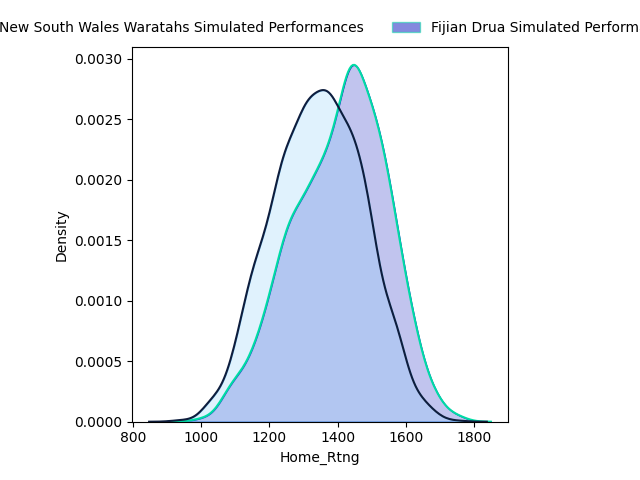 New South Wales Waratahs Simulated Performances
Fijian Drua Simulated Perform
0.0030
0.0025
0.0020
0.0015
0.0010
0.0005
0.0000
Density
800 1000 1200 1400 1600 1800
Home_Rtng